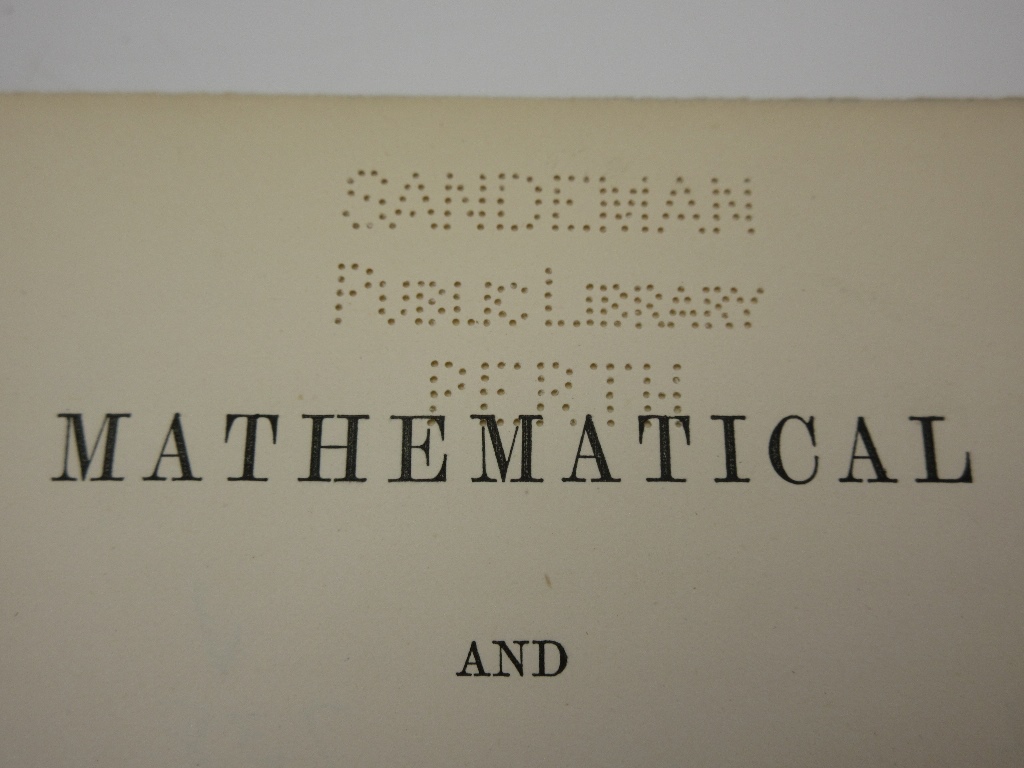 SANDEMAN
PUBLIC LIBRARY
PERTH
MATHEMATICAL
AND